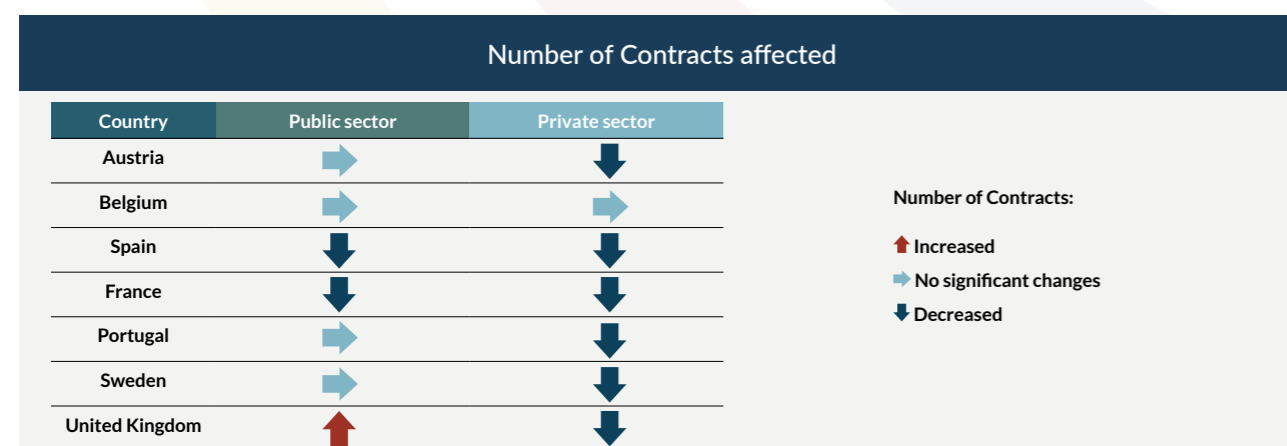 Number of Contracts affected
Country Public sector Private sector
Austria
Belgium
Spain
France
Portugal
Sweden
United Kingdom
Number of Contracts:
Increased
No significant changes
Decreased